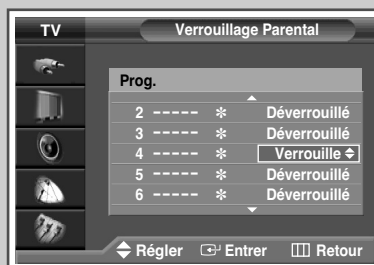 TV Verrouillage Parental
Prog.
2 ----- ✻ Déverrouillé
3 ----- ✻ Déverrouillé
4 ----- ✻ Verrouille
5 ----- ✻ Déverrouillé
6 ----- ✻ Déverrouillé
Régler Entrer Retour